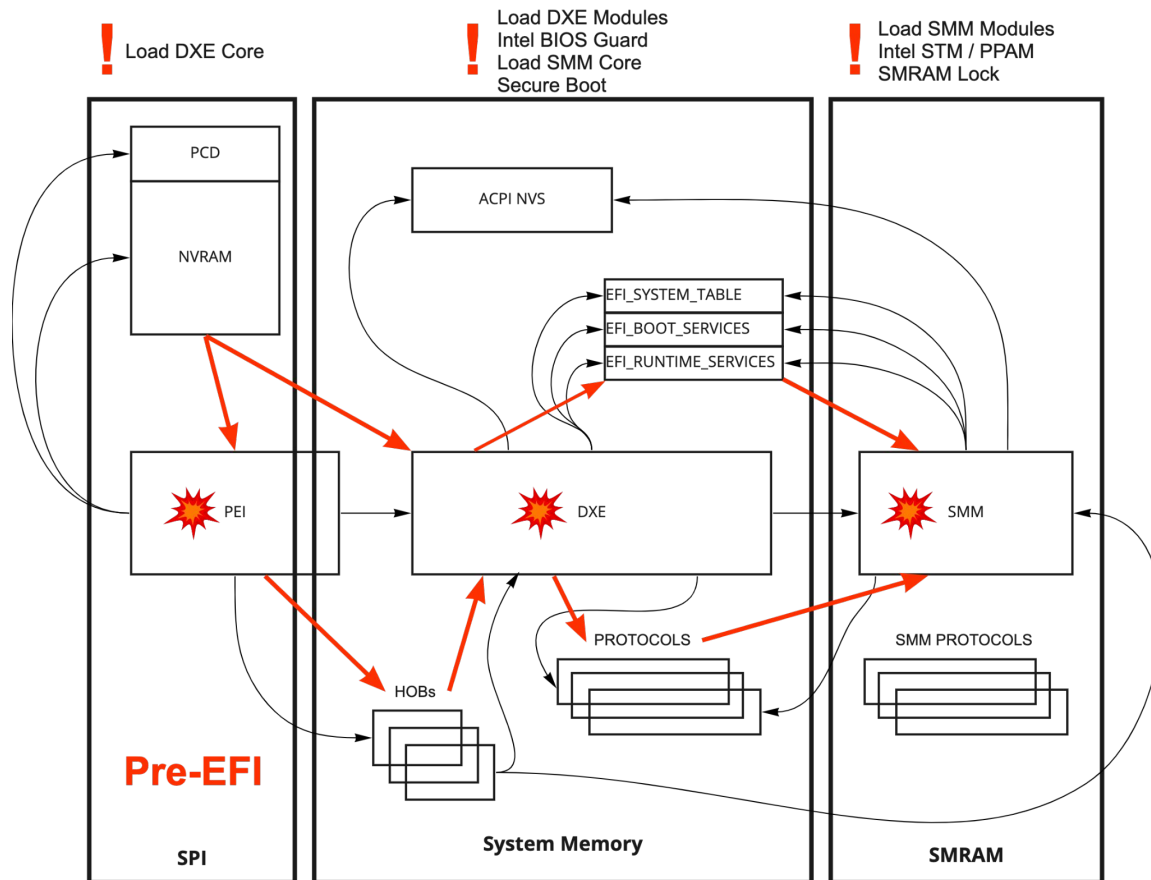 ! Load DXE Core
! Load DXE Modules
Intel BIOS Guard
Load SMM Core
Secure Boot
! Load SMM Modules
Intel STM / PPAM
SMRAM Lock
PCD
NVRAM
ACPI NVS
EFI_SYSTEM_TABLE
EFI_BOOT_SERVICES
EFI_RUNTIME_SERVICES
PEI
DXE
SMM
PROTOCOLS
SMM PROTOCOLS
HOBs
Pre-EFI
SPI
System Memory
SMRAM